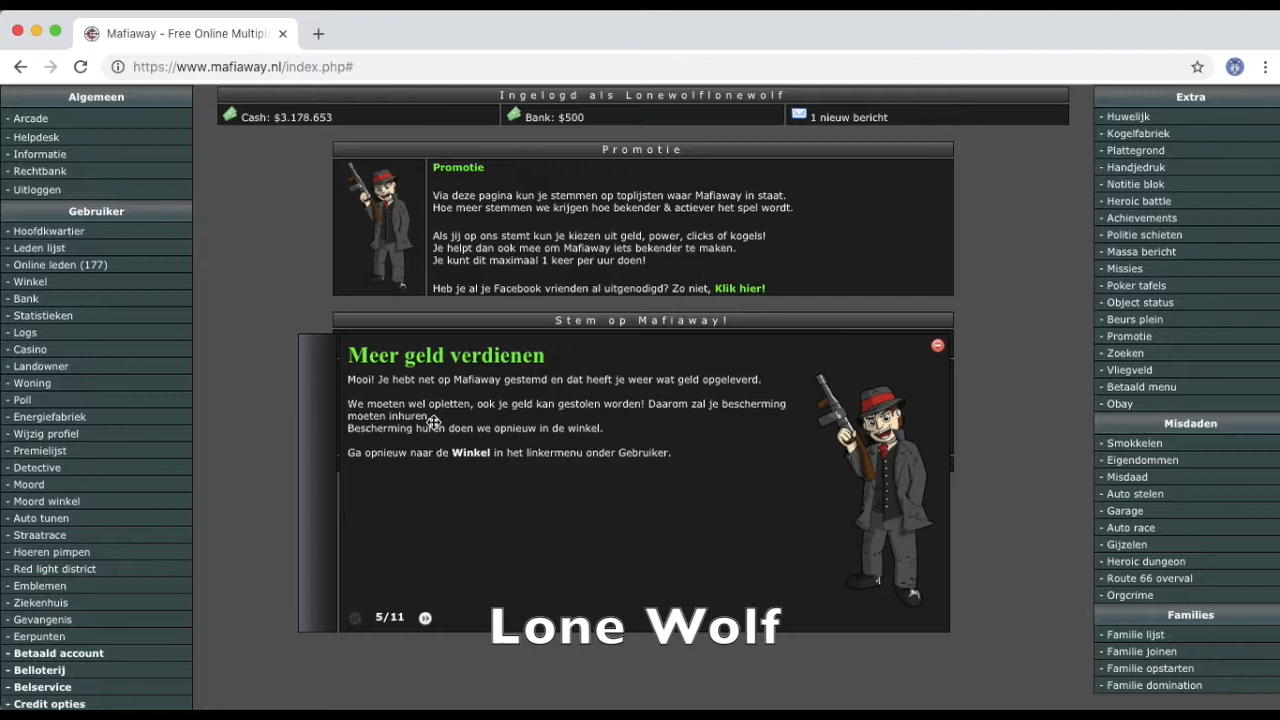 Mafiaway - Free Online Multipl
https://www.mafiaway.nl/index.php#
Algemeen
- Arcade
- Helpdesk
- Informatie
- Rechtbank
- Uitloggen
Gebruiker
- Hoofdkwartier
- Leden lijst
- Online leden (177)
- Winkel
- Bank
- Statistieken
- Logs
- Casino
- Landowner
- Woning
- Poll
- Energiefabriek
- Wijzig profiel
- Premielijst
- Detective
- Moord
- Moord winkel
- Auto tunen
- Straatrace
- Hoeren pimpen
- Red light district
- Emblemen
- Ziekenhuis
- Gevangenis
- Eerpunten
- Betaald account
- Belloterij
- Belservice
- Credit opties
Ingelogd als Lonewolflonewolf
Cash: $3.178.653
Bank: $500
1 nieuw bericht
Promotie
Promotie
Via deze pagina kun je stemmen op toplijsten waar Mafiaway in staat.
Hoe meer stemmen we krijgen hoe bekender & actiever het spel wordt.
Als jij op ons stemt kun je kiezen uit geld, power, clicks of kogels!
Je helpt dan ook mee om Mafiaway iets bekender te maken.
Je kunt dit maximaal 1 keer per uur doen!
Heb je al je Facebook vrienden al uitgenodigd? Zo niet, Klik hier!
Stem op Mafiaway!
Meer geld verdienen
Mooi! Je hebt net op Mafiaway gestemd en dat heeft je weer wat geld opgeleverd.
We moeten wel opletten, ook je geld kan gestolen worden! Daarom zal je bescherming
moeten inhuren.
Bescherming huren doen we opnieuw in de winkel.
Ga opnieuw naar de Winkel in het linkermenu onder Gebruiker.
5/11
Lone Wolf
Extra
- Huwelijk
- Kogelfabriek
- Plattegrond
- Handjedruk
- Notitie blok
- Heroic battle
- Achievements
- Politie schieten
- Massa bericht
- Missies
- Poker tafels
- Object status
- Beurs plein
- Promotie
- Zoeken
- Vliegveld
- Betaald menu
- Obay
Misdaden
- Smokkelen
- Eigendommen
- Misdaad
- Auto stelen
- Garage
- Auto race
- Gijzelen
- Heroic dungeon
- Route 66 overval
- Orgcrime
Families
- Familie lijst
- Familie joinen
- Familie opstarten
- Familie domination